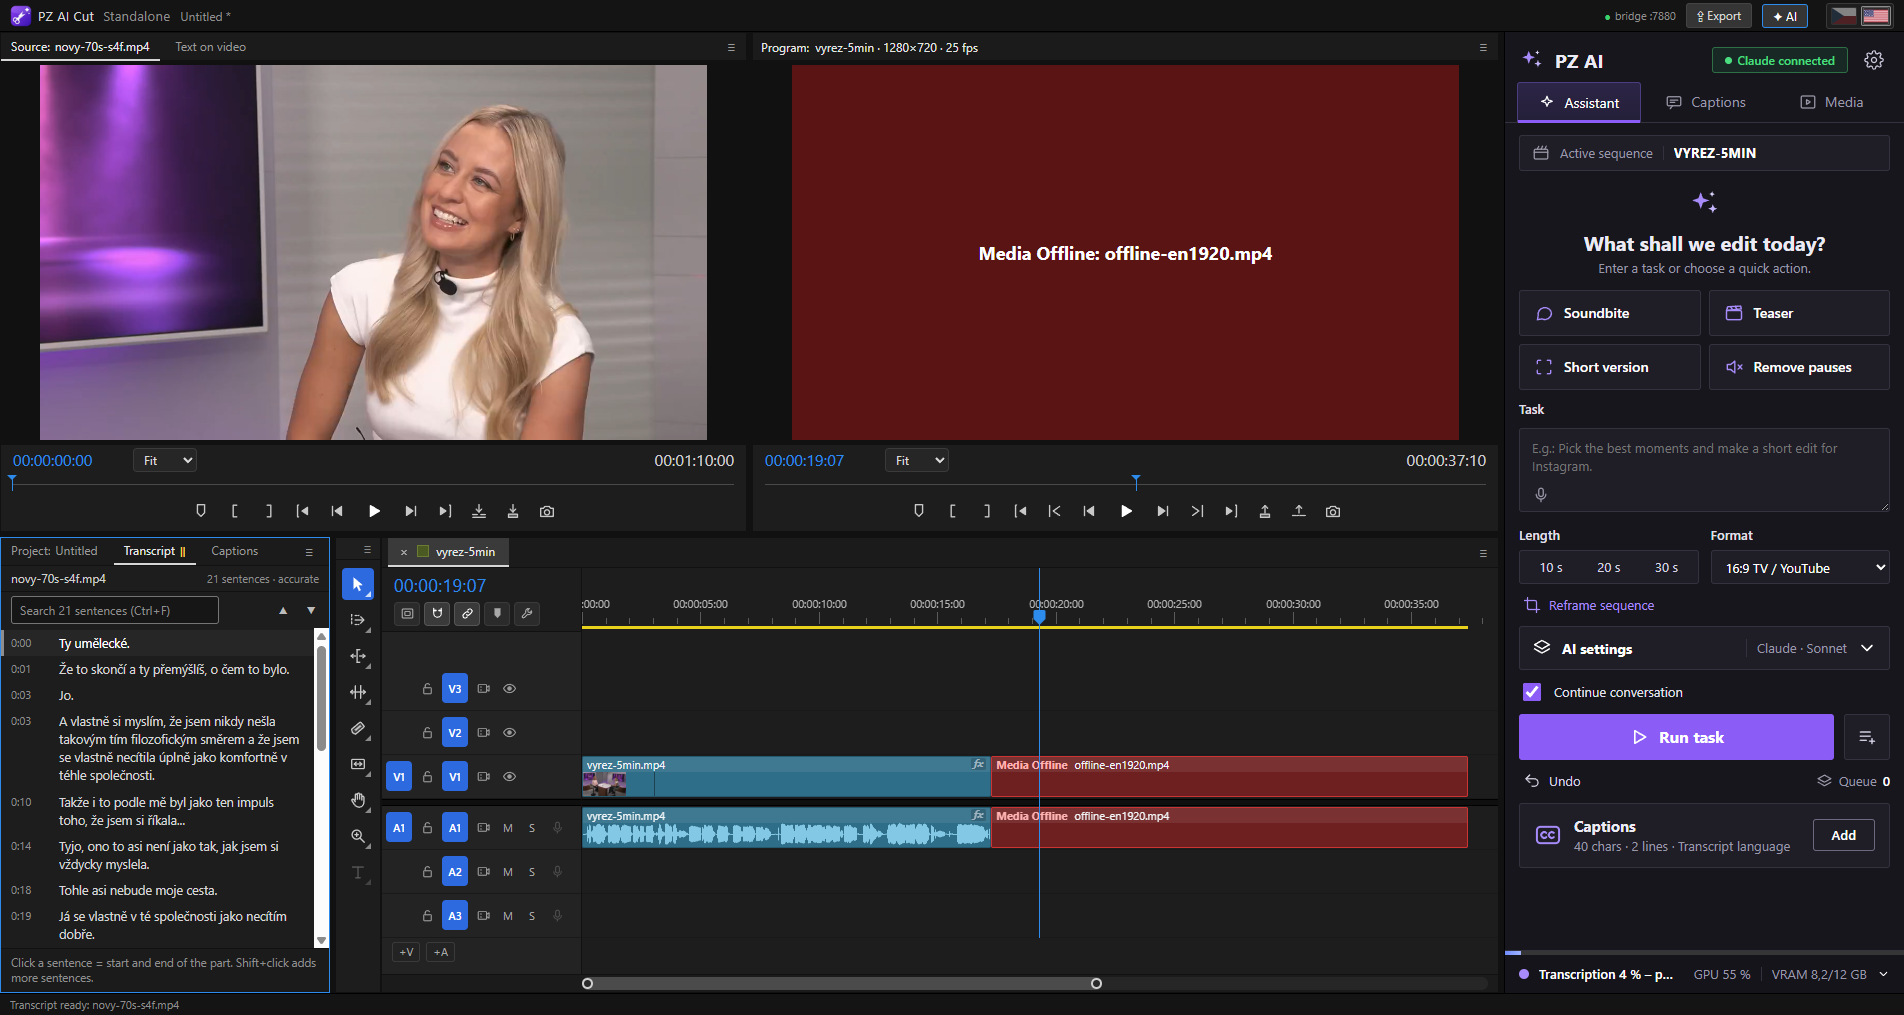 PZ AI Cut Standalone Untitled *
bridge :7880 Export AI
Source: novy-70s-s4f.mp4 Text on video
Program: vyrez-5min · 1280×720 · 25 fps
Media Offline: offline-en1920.mp4
00:00:00:00 Fit 00:01:10:00
00:00:19:07 Fit 00:00:37:10
Project: Untitled Transcript Captions
novy-70s-s4f.mp4 21 sentences · accurate
Search 21 sentences (Ctrl+F)
0:00 Ty umělecké.
0:01 Že to skončí a ty přemýšlíš, o čem to bylo.
0:03 Jo.
0:03 A vlastně si myslím, že jsem nikdy nešla
takovým tím filozofickým směrem a že jsem
se vlastně necítila úplně jako komfortně v
téhle společnosti.
0:10 Takže i to podle mě byl jako ten impuls
toho, že jsem si říkala...
0:14 Tyjo, ono to asi není jako tak, jak jsem si
vždycky myslela.
0:18 Tohle asi nebude moje cesta.
0:19 Já se vlastně v té společnosti jako necítím
dobře.
Click a sentence = start and end of the part. Shift+click adds
more sentences.
Transcript ready: novy-70s-s4f.mp4
× vyrez-5min
00:00:19:07
:00:00 00:00:05:00 00:00:10:00 00:00:15:00 00:00:20:00 00:00:25:00 00:00:30:00 00:00:35:00
V3
V2
V1 V1
vyrez-5min.mp4 fx Media Offline offline-en1920.mp4
A1 A1 M S
vyrez-5min.mp4 fx Media Offline offline-en1920.mp4
A2 M S
A3 M S
+V +A
PZ AI Claude connected
Assistant Captions Media
Active sequence VYREZ-5MIN
What shall we edit today?
Enter a task or choose a quick action.
Soundbite Teaser
Short version Remove pauses
Task
E.g.: Pick the best moments and make a short edit for
Instagram.
Length Format
10 s 20 s 30 s 16:9 TV / YouTube
Reframe sequence
AI settings Claude · Sonnet
Continue conversation
Run task
Undo Queue 0
CC Captions
40 chars · 2 lines · Transcript language
Add
Transcription 4 % – p... GPU 55 % VRAM 8,2/12 GB